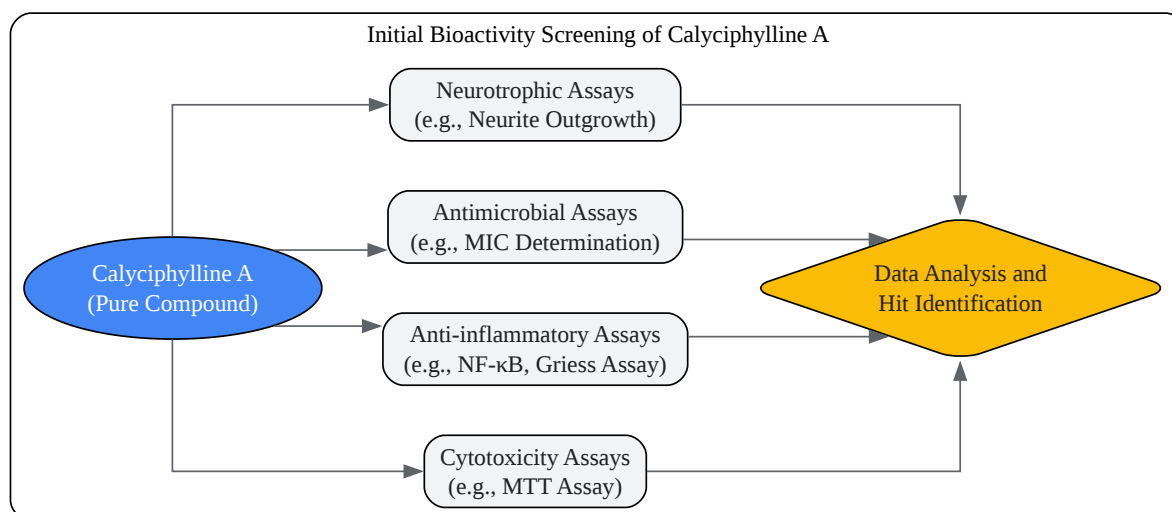 Initial Bioactivity Screening of Calyciphylline A
Neurotrophic Assays
(e.g., Neurite Outgrowth)
Antimicrobial Assays
(e.g., MIC Determination)
Calyciphylline A
(Pure Compound)
Data Analysis and
Hit Identification
Anti-inflammatory Assays
(e.g., NF-κB, Griess Assay)
Cytotoxicity Assays
(e.g., MTT Assay)